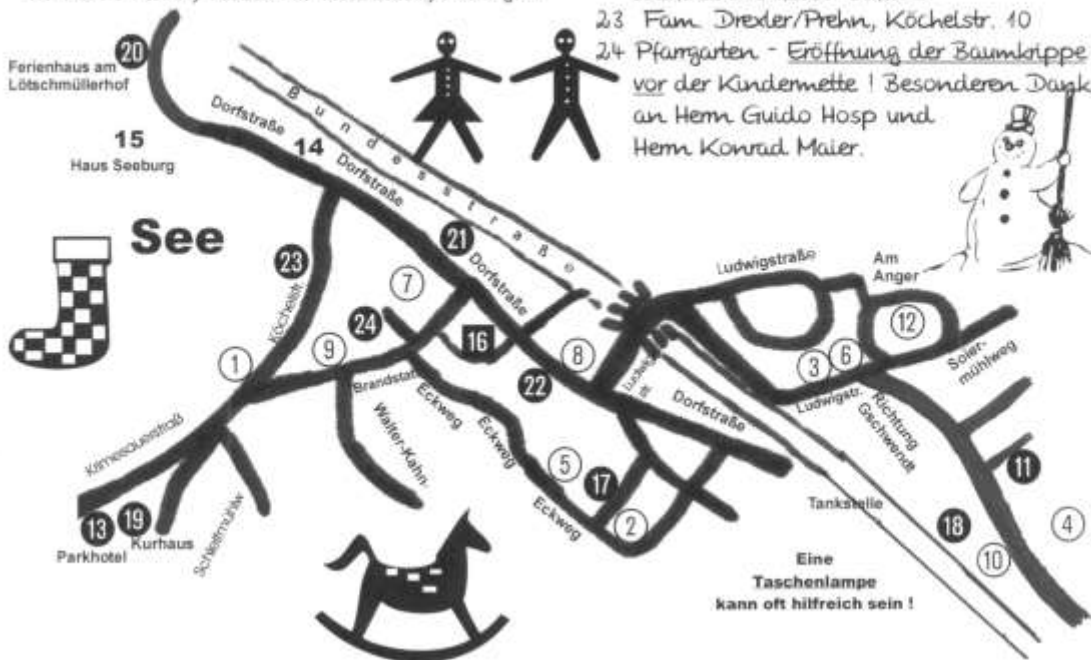 23 Fam. Drexler/Prehn, Köchelstr. 10
24 Pfarrgarten - Eröffnung der Baumkrippe
vor der Kindermette ! Besonderen Dank
an Herrn Guido Hosp und
Herrn Konrad Maier.
20
Ferienhaus am
Lötschmüllerhof
15
Haus Seeburg
Dorfstraße
14
Dorfstraße
Bundesstraße
See
21
Dorfstraße
23
Köchelstr.
7
24
16
1
9
Brandstat
8
22
Ludwigstraße
Am
Anger
12
3
6
Soier-
mühlweg
Ludwigstr.
Dorfstraße
Richtung
Gschwendt
Eckweg
Eckweg
Eckweg
Walter-Kahn-
5
17
2
11
4
18
10
Tankstelle
13
19
Parkhotel
Kurhaus
Schleifmühlw
Eine
Taschenlampe
kann oft hilfreich sein !